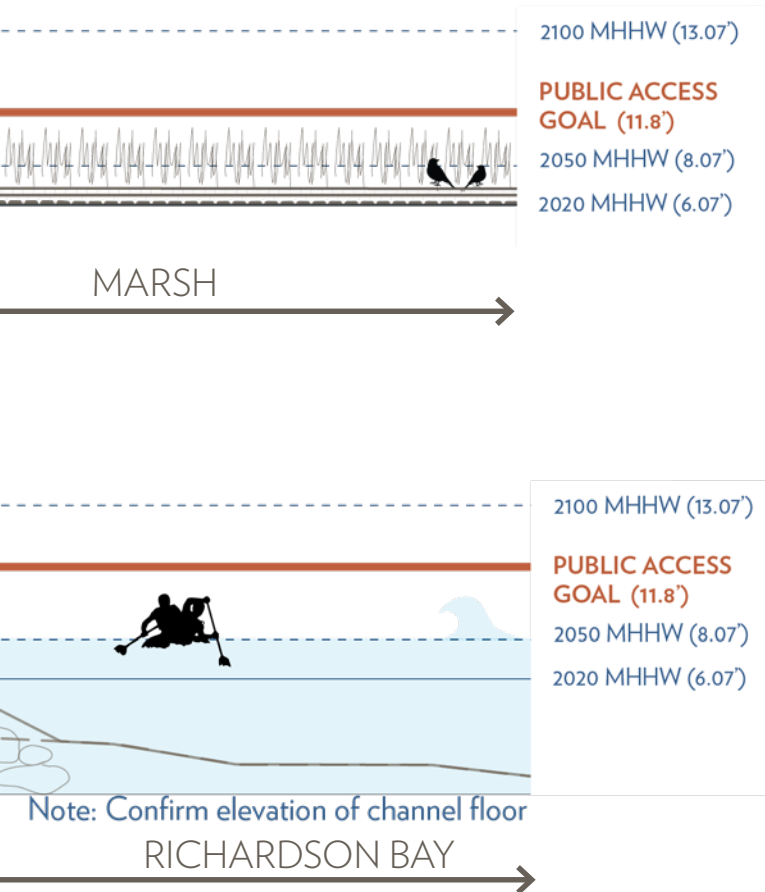 2100 MHHW (13.07')
PUBLIC ACCESS
GOAL (11.8')
2050 MHHW (8.07')
2020 MHHW (6.07')
MARSH
2100 MHHW (13.07')
PUBLIC ACCESS
GOAL (11.8')
2050 MHHW (8.07')
2020 MHHW (6.07')
Note: Confirm elevation of channel floor
RICHARDSON BAY